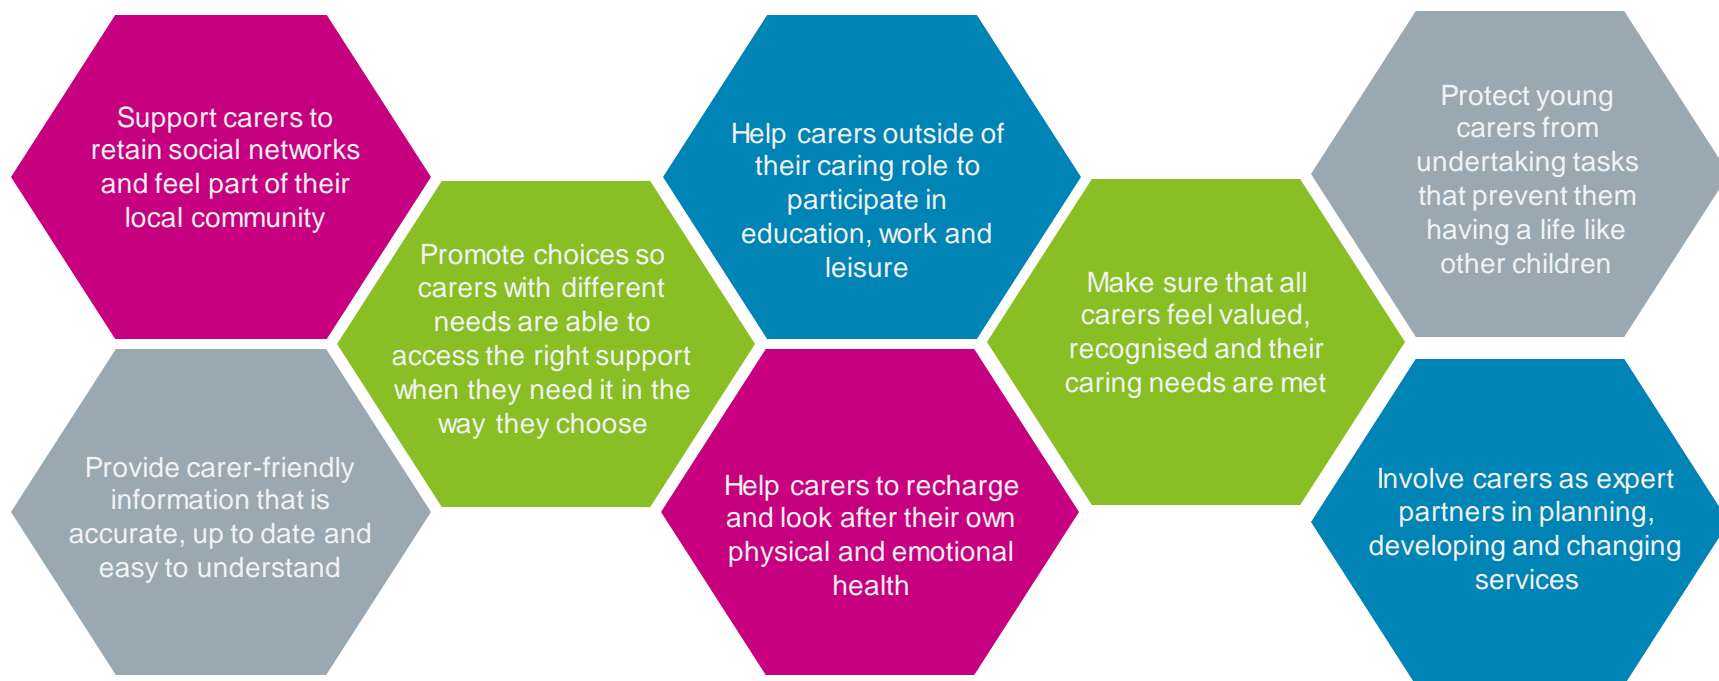 Support carers to
retain social networks
and feel part of their
local community
Provide carer-friendly
information that is
accurate, up to date and
easy to understand
Promote choices so
carers with different
needs are able to
access the right support
when they need it in the
way they choose
Help carers outside of
their caring role to
participate in
education, work and
leisure
Help carers to recharge
and look after their own
physical and emotional
health
Make sure that all
carers feel valued,
recognised and their
caring needs are met
Protect young
carers from
undertaking tasks
that prevent them
having a life like
other children
Involve carers as expert
partners in planning,
developing and changing
services